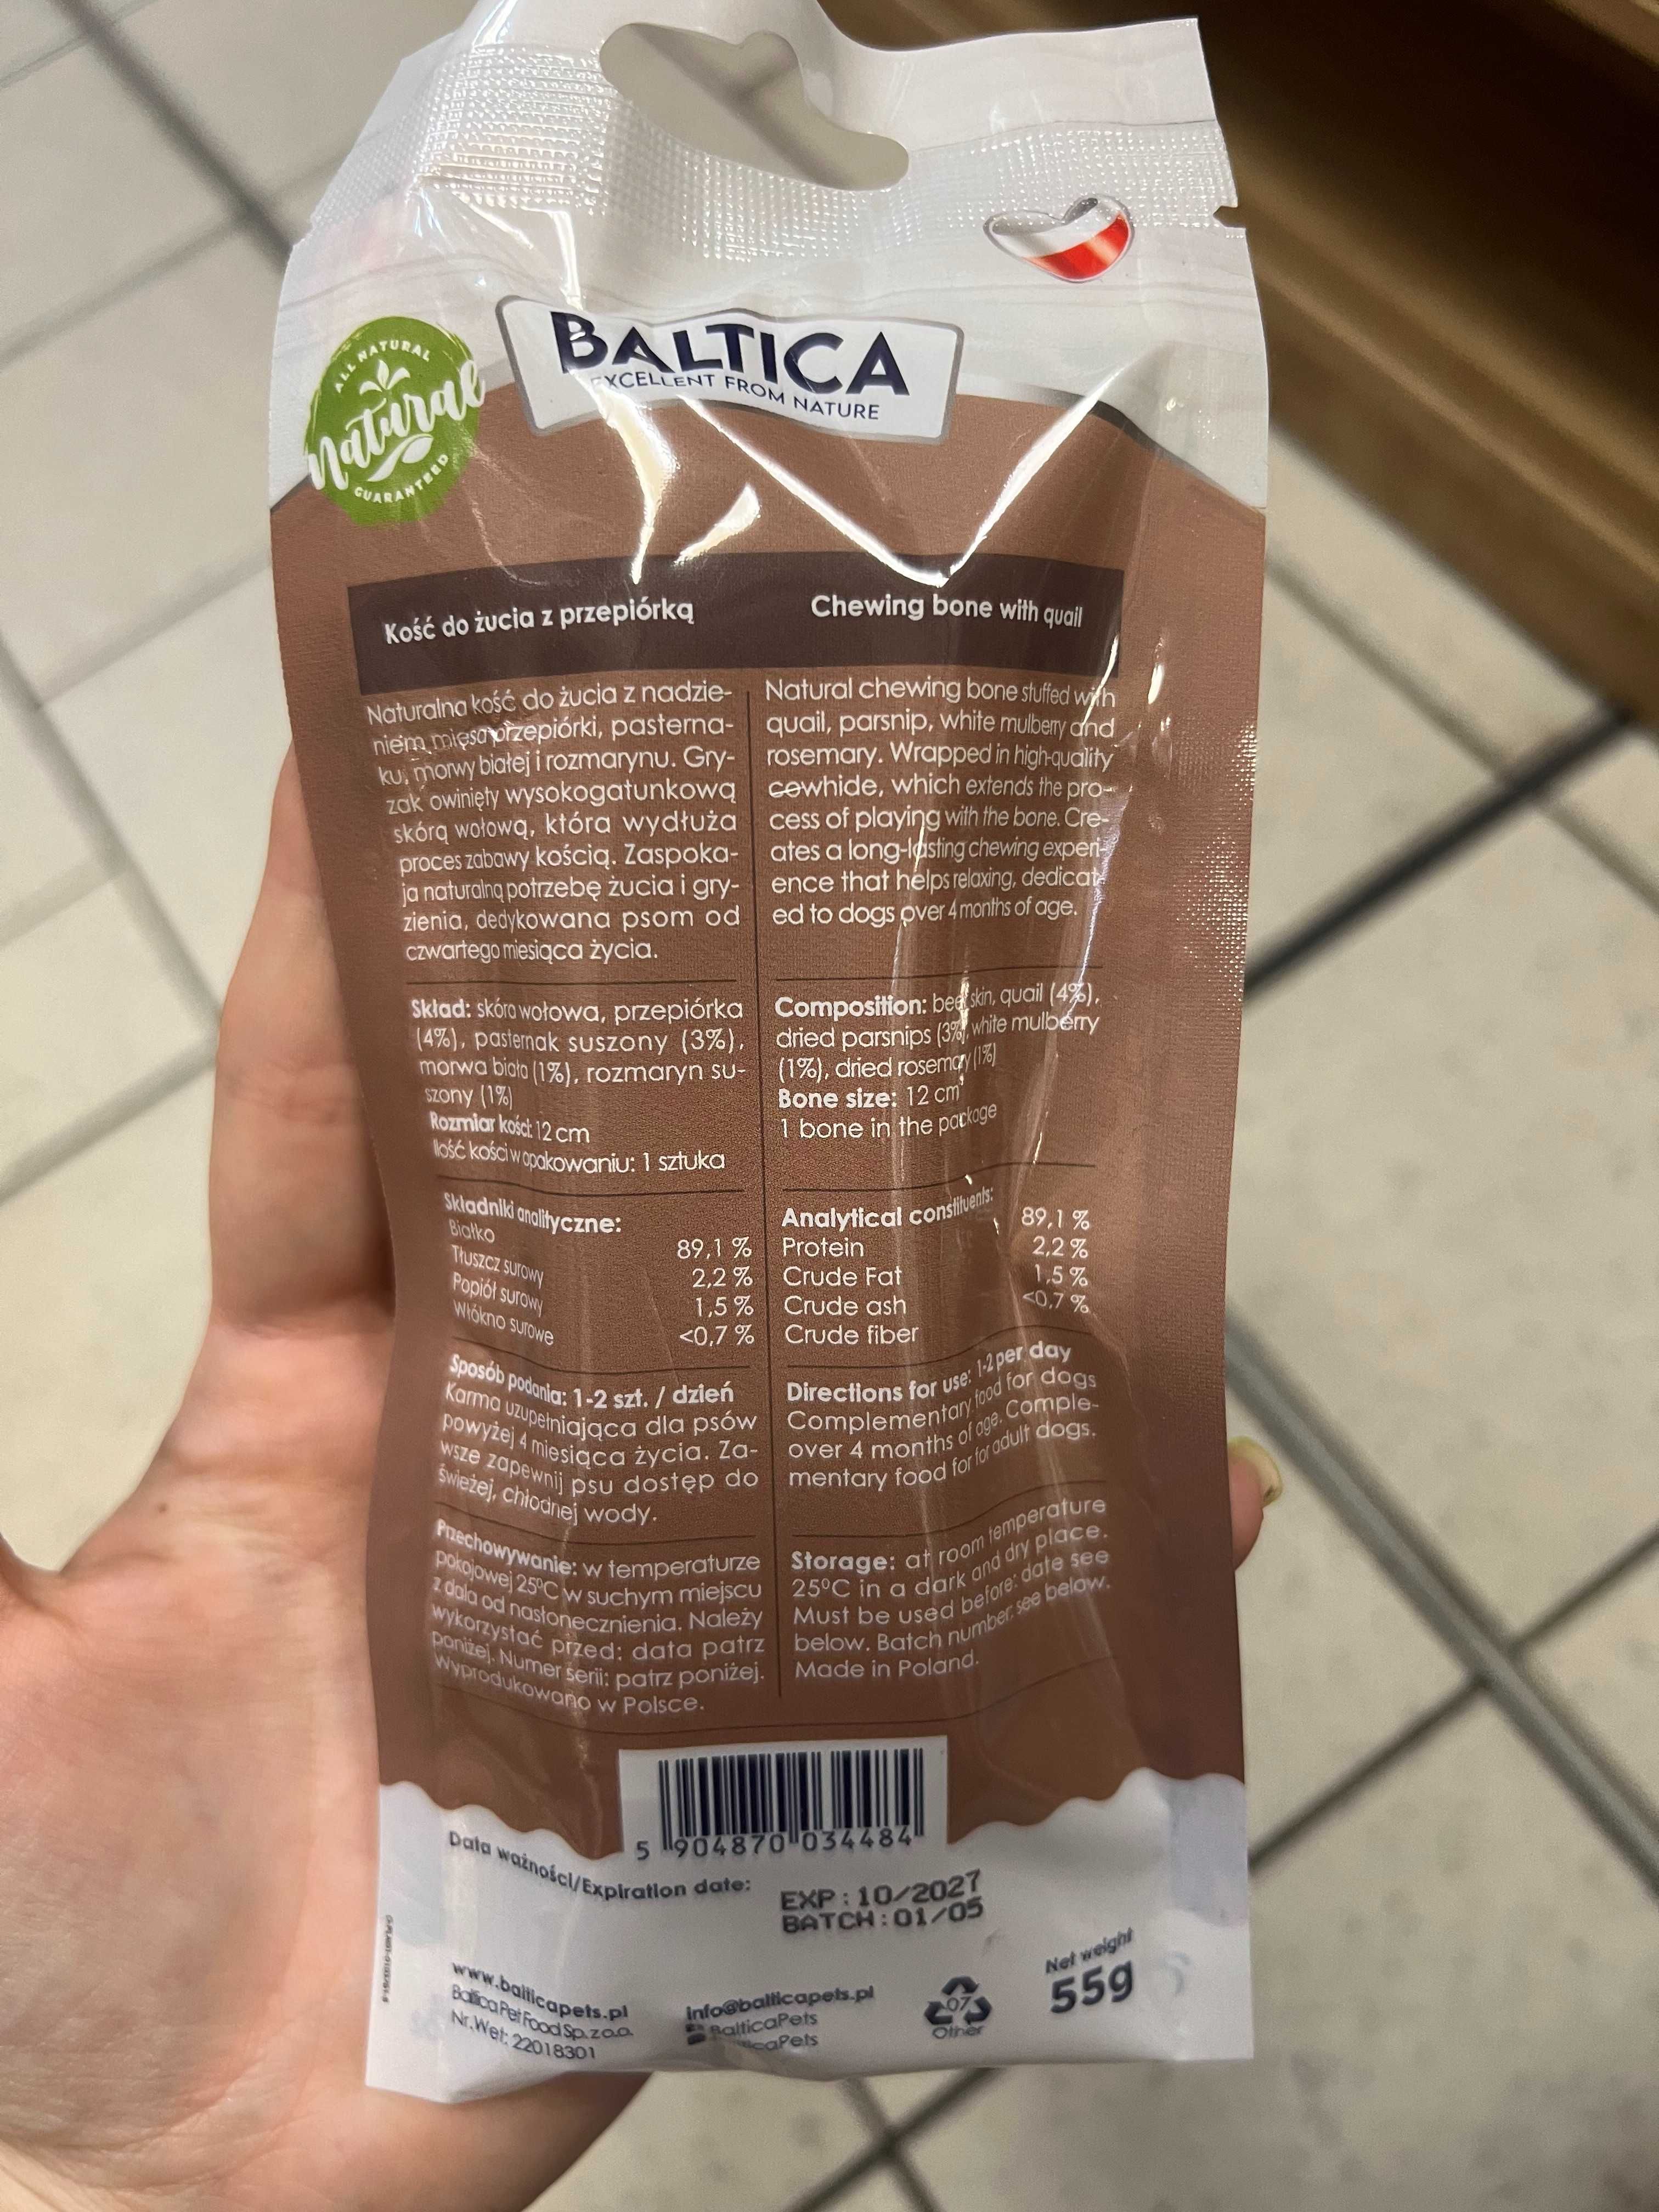 ALL NATURAL
Natural
GUARANTEED
BALTICA
EXCELLENT FROM NATURE
Kość do żucia z przepiórką
Naturalna kość do żucia z nadzie-
niem mięsa przepiórki, pasterna-
ku, morwy białej i rozmarynu. Gry-
zak owinięty wysokogatunkową
skórą wołową, która wydłuża
proces zabawy kością. Zaspoka-
ja naturalną potrzebę żucia i gry-
zienia, dedykowana psom od
czwartego miesiąca życia.
Skład: skóra wołowa, przepiórka
(4%), pasternak suszony (3%),
morwa biała (1%), rozmaryn su-
szony (1%)
Rozmiar kości: 12 cm
Ilość kości w opakowaniu: 1 sztuka
Składniki analityczne:
Białko 89,1 %
Tłuszcz surowy 2,2 %
Popiół surowy 1,5 %
Włókno surowe <0,7 %
Sposób podania: 1-2 szt. / dzień
Karma uzupełniająca dla psów
powyżej 4 miesiąca życia. Za-
wsze zapewnij psu dostęp do
świeżej, chłodnej wody.
Przechowywanie: w temperaturze
pokojowej 25ºC w suchym miejscu
z dala od nasłonecznienia. Należy
wykorzystać przed: data patrz
poniżej. Numer serii: patrz poniżej.
Wyprodukowano w Polsce.
Chewing bone with quail
Natural chewing bone stuffed with
quail, parsnip, white mulberry and
rosemary. Wrapped in high-quality
cowhide, which extends the pro-
cess of playing with the bone. Cre-
ates a long-lasting chewing experi-
ence that helps relaxing, dedicat-
ed to dogs over 4 months of age.
Composition: beef skin, quail (4%),
dried parsnips (3%), white mulberry
(1%), dried rosemary (1%)
Bone size: 12 cm
1 bone in the package
Analytical constituents:
Protein 89,1 %
Crude Fat 2,2 %
Crude ash 1,5 %
Crude fiber <0,7 %
Directions for use: 1-2 per day
Complementary food for dogs
over 4 months of age. Comple-
mentary food for for adult dogs.
Storage: at room temperature
25ºC in a dark and dry place.
Must be used before: date see
below. Batch number: see below.
Made in Poland.
5 904870 034484
Data ważności/Expiration date:
EXP: 10/2027
BATCH: 01/05
www.balticapets.pl
Baltica Pet Food Sp. z o.o.
Nr. Wet: 22018301
info@balticapets.pl
BalticaPets
07
Other
Net weight
55g